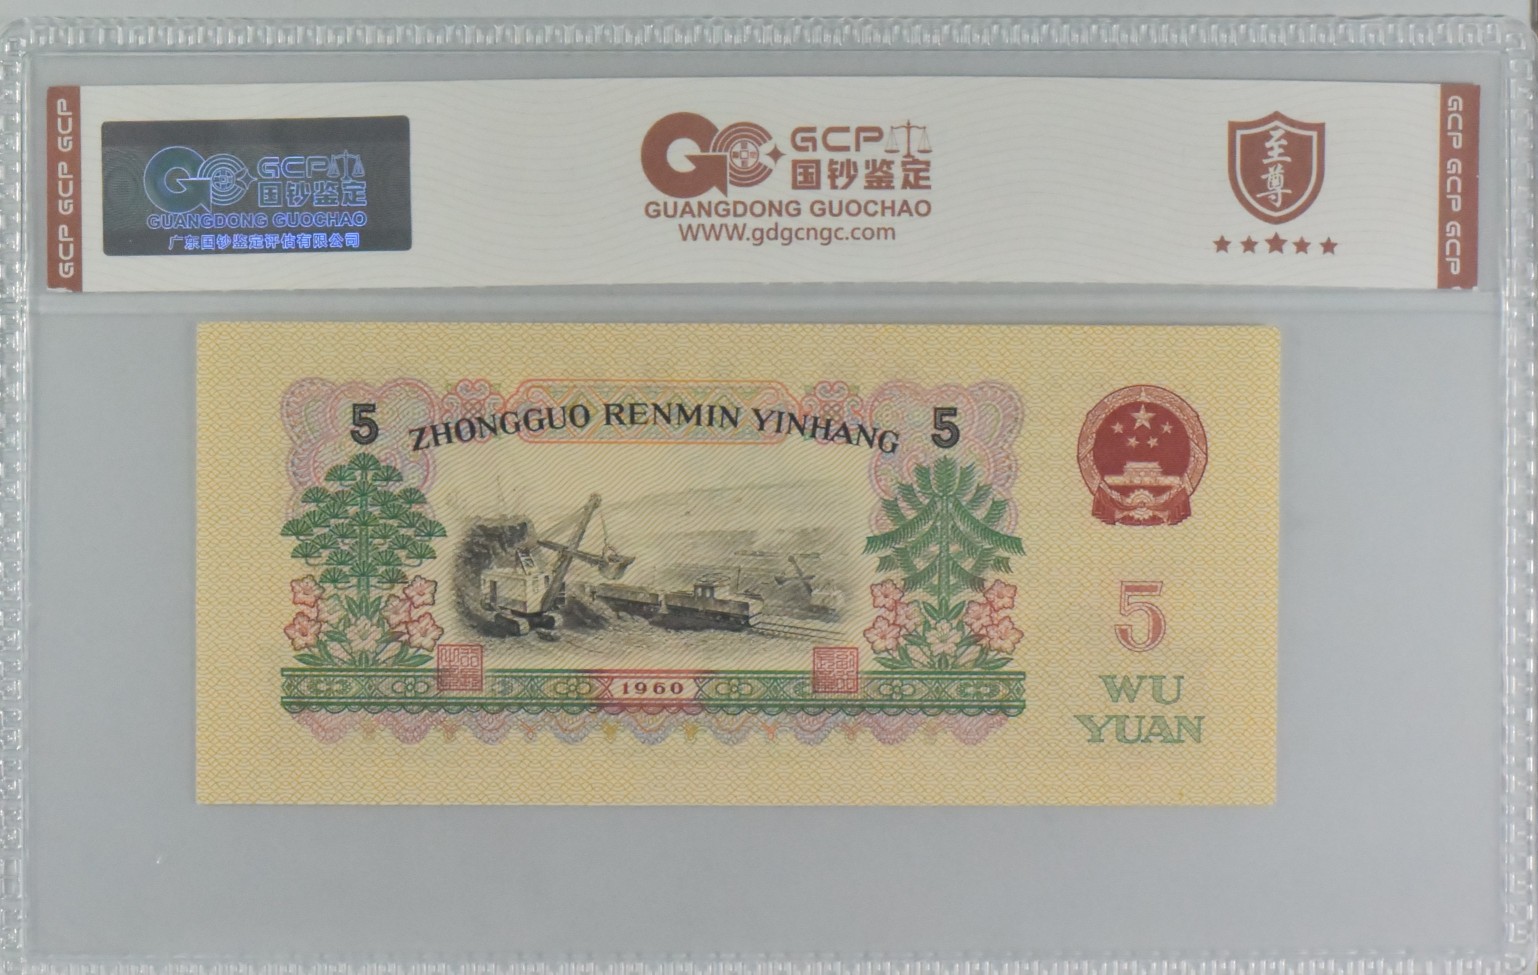 GCP GCP GCP
GCP
国钞鉴定
GUANGDONG GUOCHAO
广东国钞鉴定评估有限公司
GCP
国钞鉴定
GUANGDONG GUOCHAO
WWW.gdgcngc.com
至尊
GCP GCP GCP
5
ZHONGGUO RENMIN YINHANG
5
1960
5
WU
YUAN